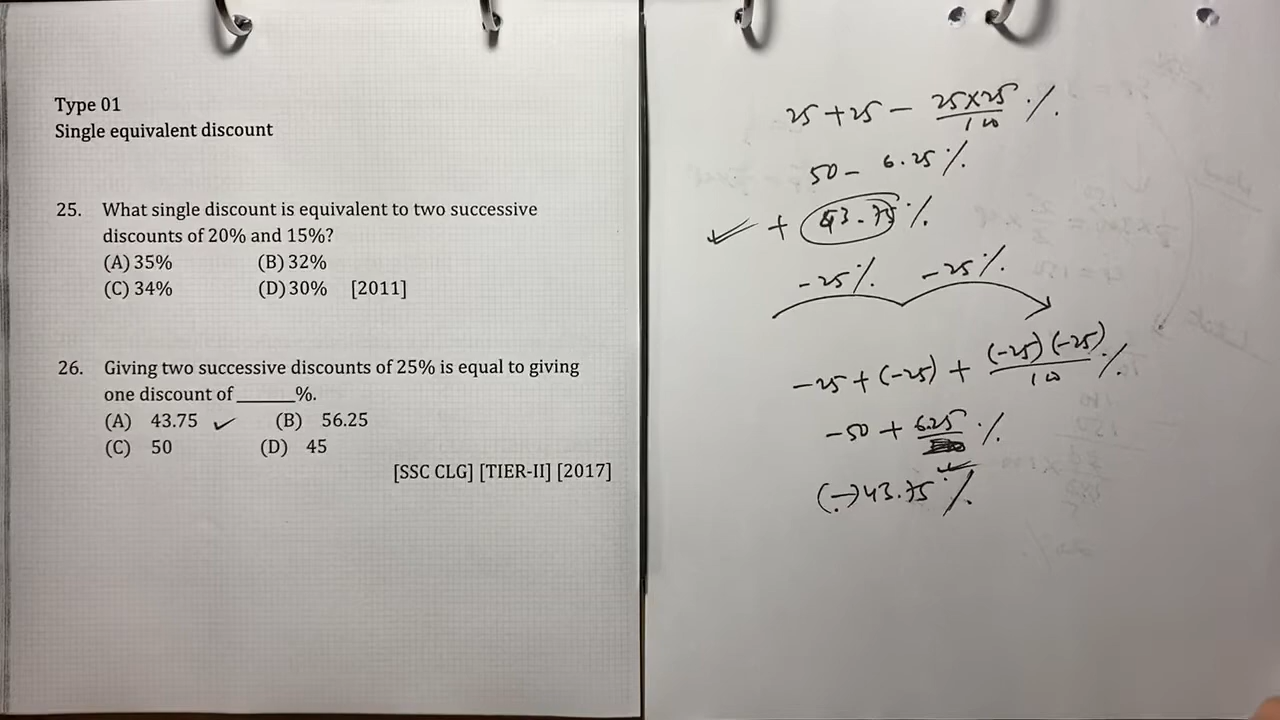 Type 01
Single equivalent discount
25. What single discount is equivalent to two successive
discounts of 20% and 15%?
(A) 35% (B) 32%
(C) 34% (D) 30% [2011]
26. Giving two successive discounts of 25% is equal to giving
one discount of ______%.
(A) 43.75 ✓ (B) 56.25
(C) 50 (D) 45
[SSC CLG] [TIER-II] [2017]
25 + 25 - 25×25/100 %
50 - 6.25%
✓ + 43.75%
-25% -25%
-25 + (-25) + (-25)(-25)/100 %
-50 + 6.25 %
(-) 43.75%